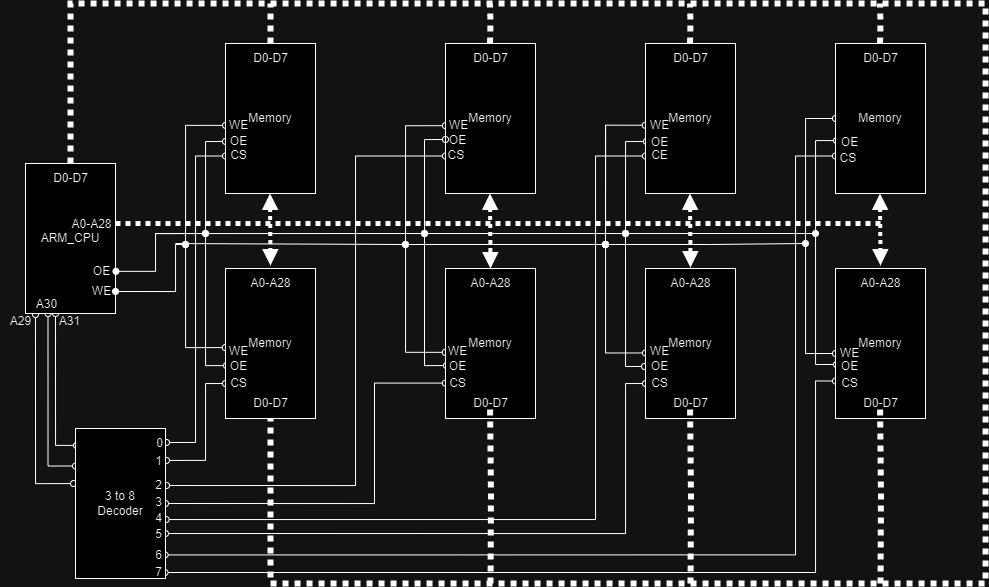 D0-D7
D0-D7
D0-D7
D0-D7
Memory
Memory
Memory
Memory
WE
WE
WE
OE
OE
OE
OE
CS
CS
CE
CS
D0-D7
A0-A28
ARM_CPU
OE
WE
A30
A29
A31
A0-A28
A0-A28
A0-A28
A0-A28
Memory
Memory
Memory
Memory
WE
WE
WE
WE
OE
OE
OE
OE
CS
CS
CS
CS
D0-D7
D0-D7
D0-D7
D0-D7
3 to 8
Decoder
0
1
2
3
4
5
6
7